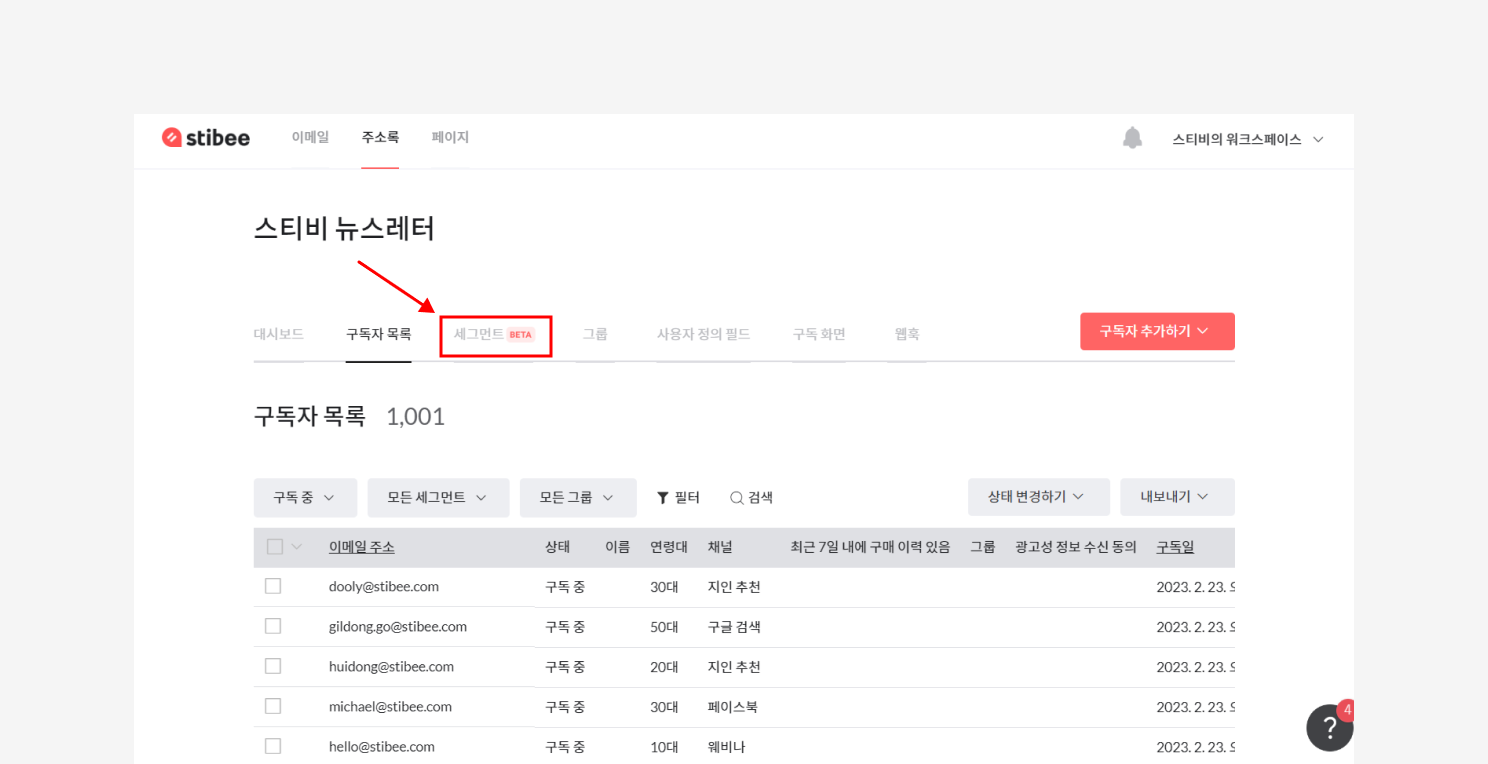 stibee 이메일 주소록 페이지 스티비의 워크스페이스
스티비 뉴스레터
대시보드 구독자 목록 세그먼트 BETA 그룹 사용자 정의 필드 구독 화면 웹훅 구독자 추가하기
구독자 목록 1,001
구독 중 모든 세그먼트 모든 그룹 필터 검색 상태 변경하기 내보내기
이메일 주소 상태 이름 연령대 채널 최근 7일 내에 구매 이력 있음 그룹 광고성 정보 수신 동의 구독일
dooly@stibee.com 구독 중 30대 지인 추천 2023. 2. 23.
gildong.go@stibee.com 구독 중 50대 구글 검색 2023. 2. 23.
huidong@stibee.com 구독 중 20대 지인 추천 2023. 2. 23.
michael@stibee.com 구독 중 30대 페이스북 2023. 2. 23.
hello@stibee.com 구독 중 10대 웨비나 2023. 2. 23.
? 4